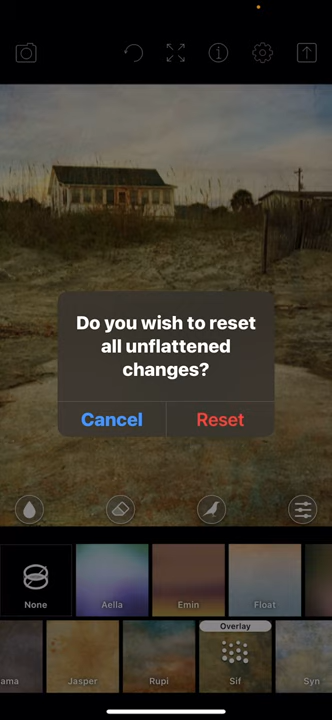 Do you wish to reset
all unflattened
changes?
Cancel
Reset
None
Aella
Emin
Float
ama
Jasper
Rupi
Overlay
Sif
Syn